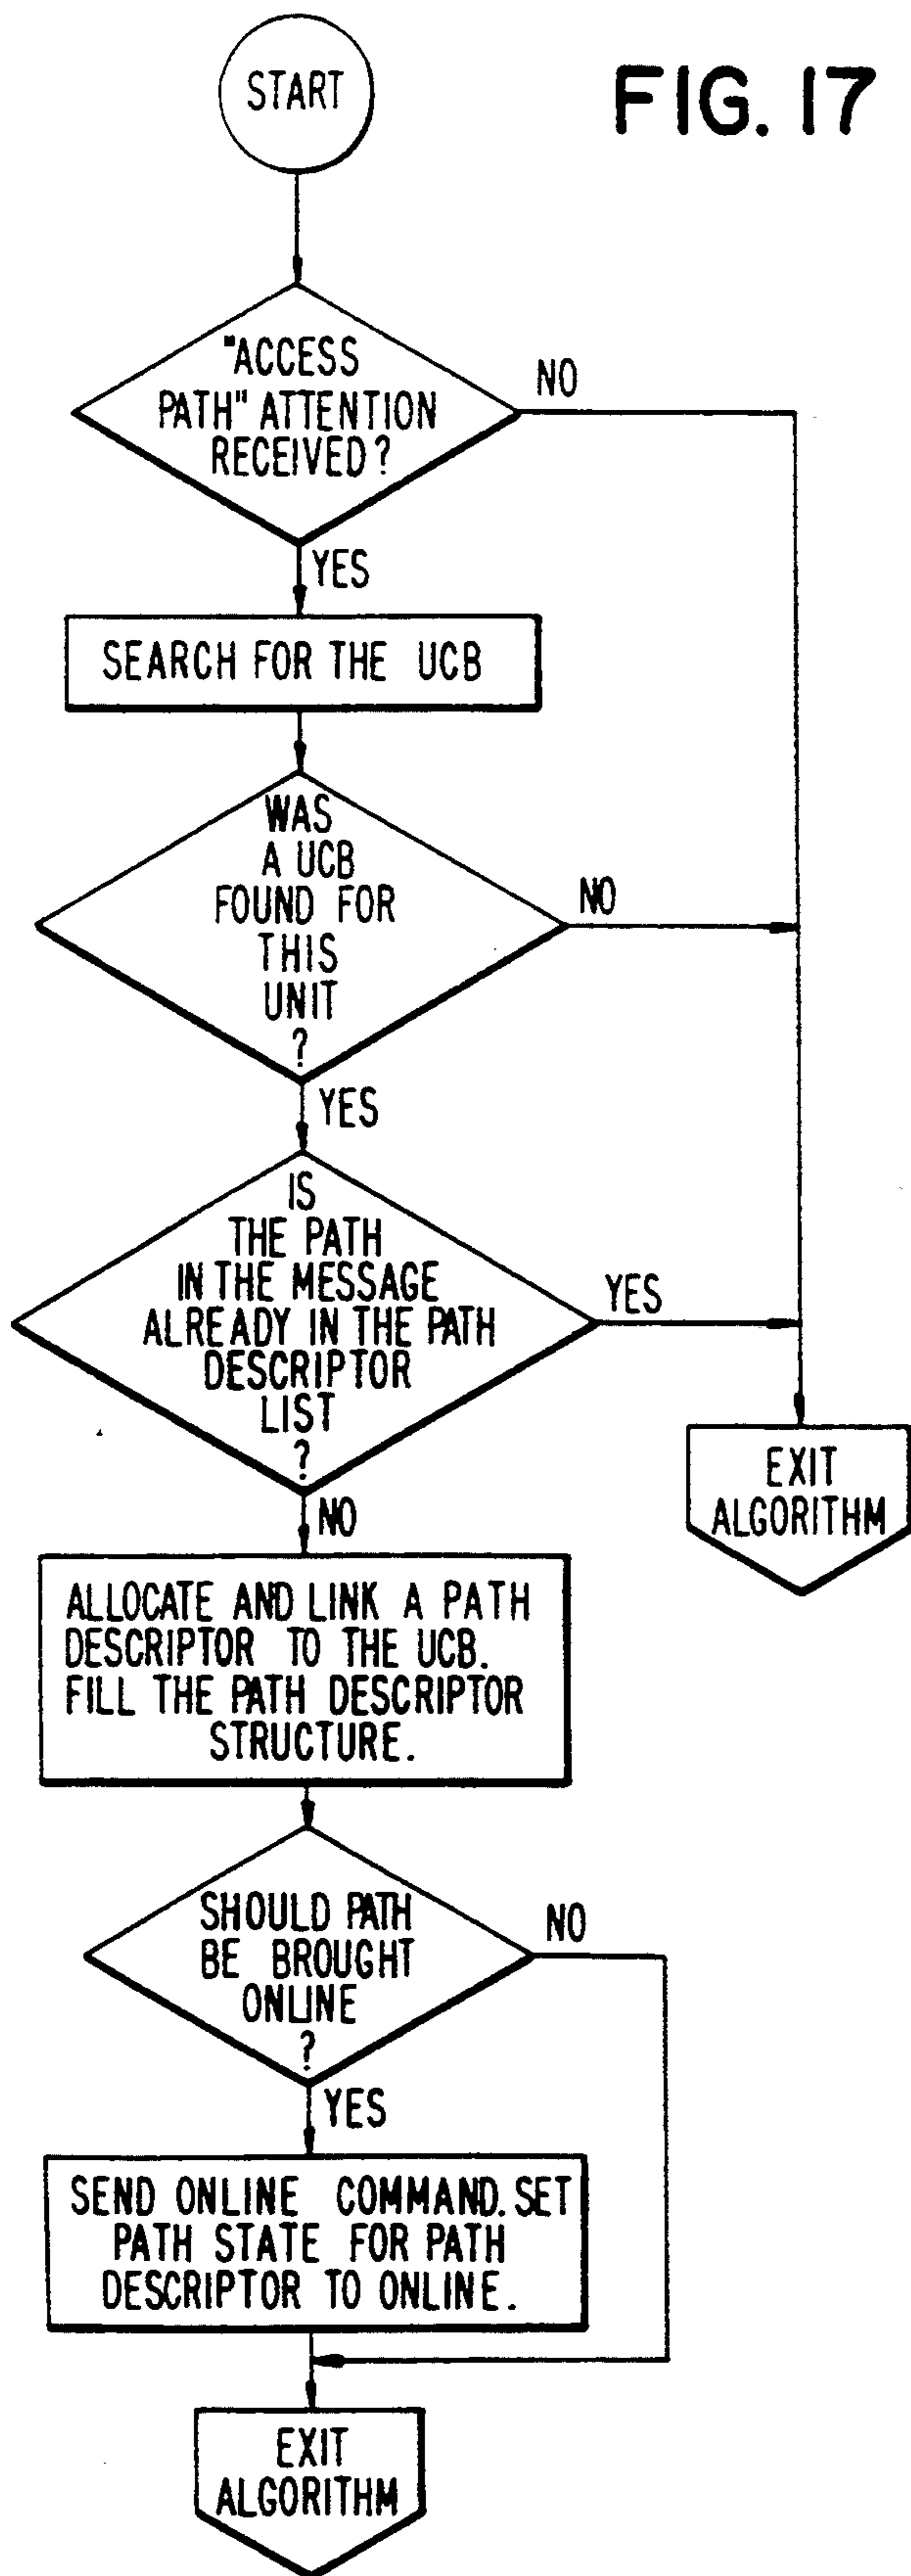 START
FIG. 17
"ACCESS
PATH" ATTENTION
RECEIVED?
NO
YES
SEARCH FOR THE UCB
WAS
A UCB
FOUND FOR
THIS
UNIT
?
NO
YES
IS
THE PATH
IN THE MESSAGE
ALREADY IN THE PATH
DESCRIPTOR
LIST
?
YES
NO
EXIT
ALGORITHM
ALLOCATE AND LINK A PATH
DESCRIPTOR TO THE UCB.
FILL THE PATH DESCRIPTOR
STRUCTURE.
SHOULD PATH
BE BROUGHT
ONLINE
?
NO
YES
SEND ONLINE COMMAND. SET
PATH STATE FOR PATH
DESCRIPTOR TO ONLINE.
EXIT
ALGORITHM